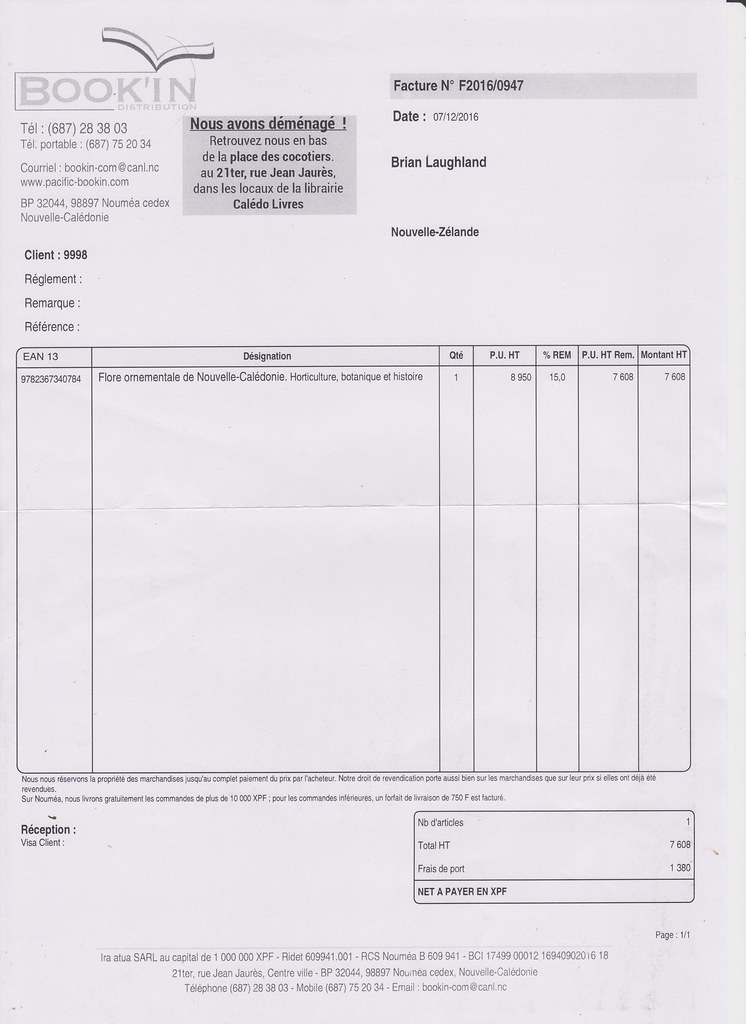 BOOK'IN
DISTRIBUTION
Tél : (687) 28 38 03
Tél. portable : (687) 75 20 34
Courriel : bookin-com@canl.nc
www.pacific-bookin.com
BP 32044, 98897 Nouméa cedex
Nouvelle-Calédonie
Nous avons déménagé !
Retrouvez nous en bas
de la place des cocotiers.
au 21ter, rue Jean Jaurès,
dans les locaux de la librairie
Calédo Livres
Facture N° F2016/0947
Date : 07/12/2016
Brian Laughland
Nouvelle-Zélande
Client : 9998
Réglement :
Remarque :
Référence :
EAN 13 Désignation Qté P.U. HT % REM P.U. HT Rem. Montant HT
9782367340784 Flore ornementale de Nouvelle-Calédonie. Horticulture, botanique et histoire 1 8 950 15,0 7 608 7 608
Nous nous réservons la propriété des marchandises jusqu'au complet paiement du prix par l'acheteur. Notre droit de revendication porte aussi bien sur les marchandises que sur leur prix si elles ont déjà été
revendues.
Sur Nouméa, nous livrons gratuitement les commandes de plus de 10 000 XPF ; pour les commandes inférieures, un forfait de livraison de 750 F est facturé.
Réception :
Visa Client :
Nb d'articles 1
Total HT 7 608
Frais de port 1 380
NET A PAYER EN XPF
Page : 1/1
Ira atua SARL au capital de 1 000 000 XPF - Ridet 609941.001 - RCS Nouméa B 609 941 - BCI 17499 00012 16940902016 18
21ter, rue Jean Jaurès, Centre ville - BP 32044, 98897 Nouméa cedex, Nouvelle-Calédonie
Téléphone (687) 28 38 03 - Mobile (687) 75 20 34 - Email : bookin-com@canl.nc